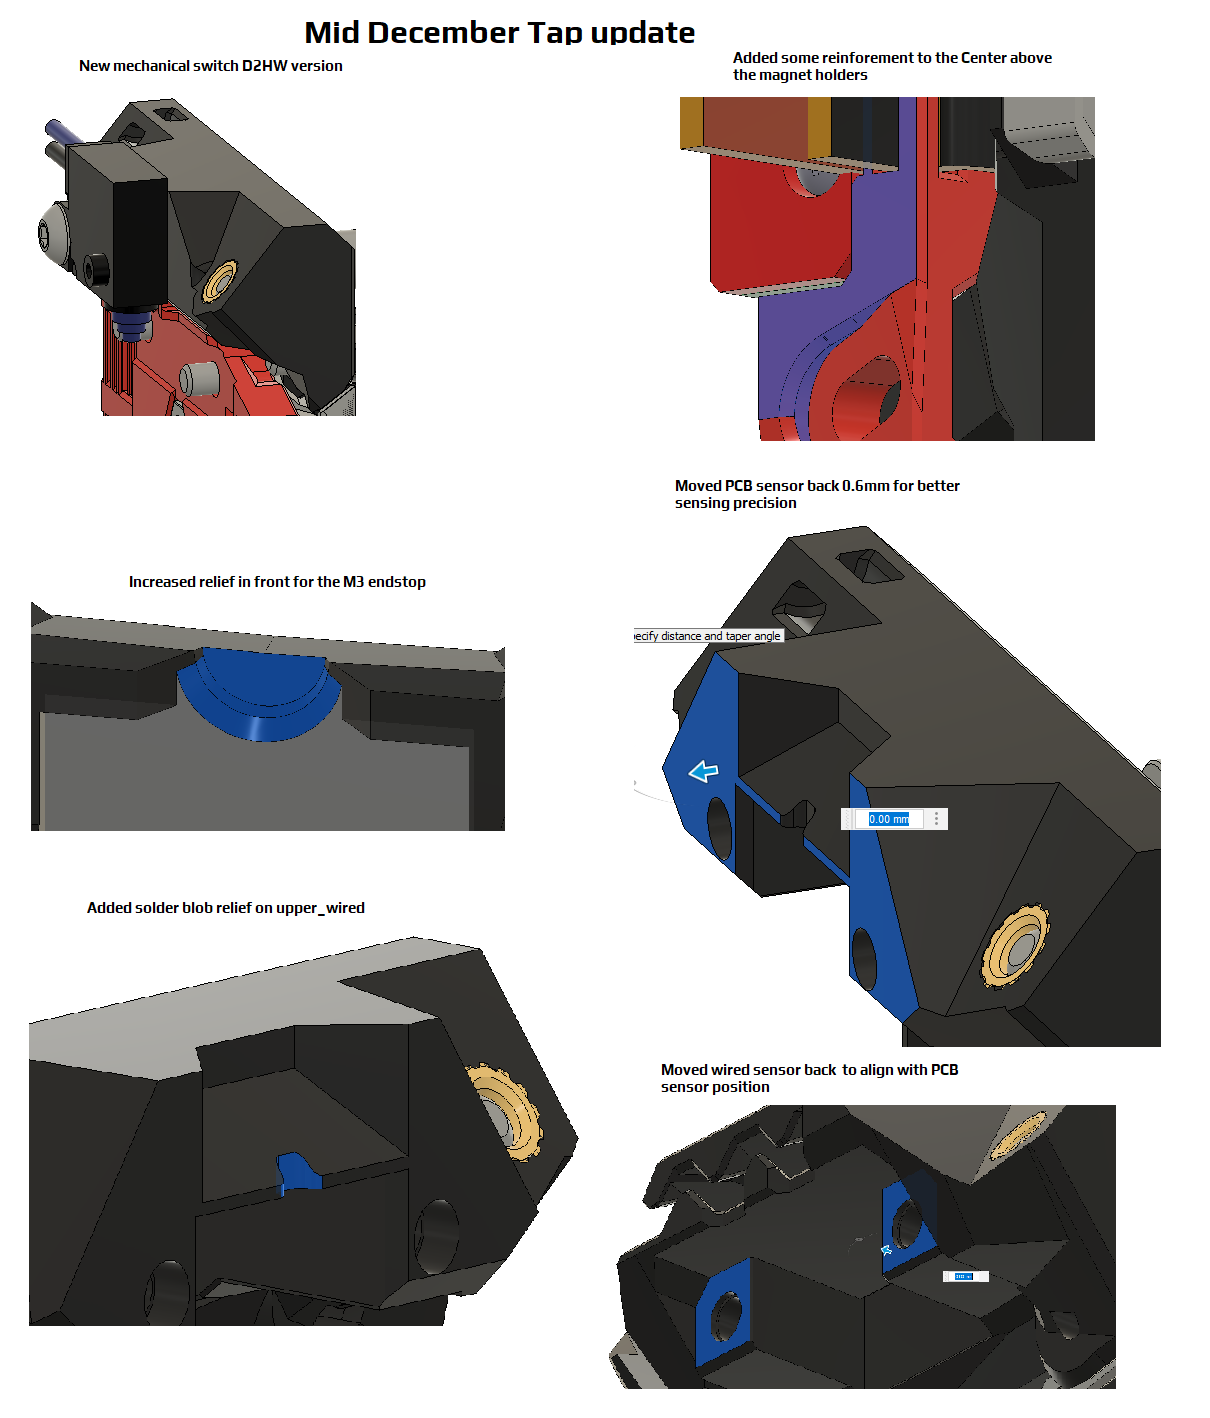 Mid December Tap update
New mechanical switch D2HW version
Added some reinforement to the Center above
the magnet holders
Moved PCB sensor back 0.6mm for better
sensing precision
Increased relief in front for the M3 endstop
ecify distance and taper angle
0.00 mm
Added solder blob relief on upper_wired
Moved wired sensor back to align with PCB
sensor position